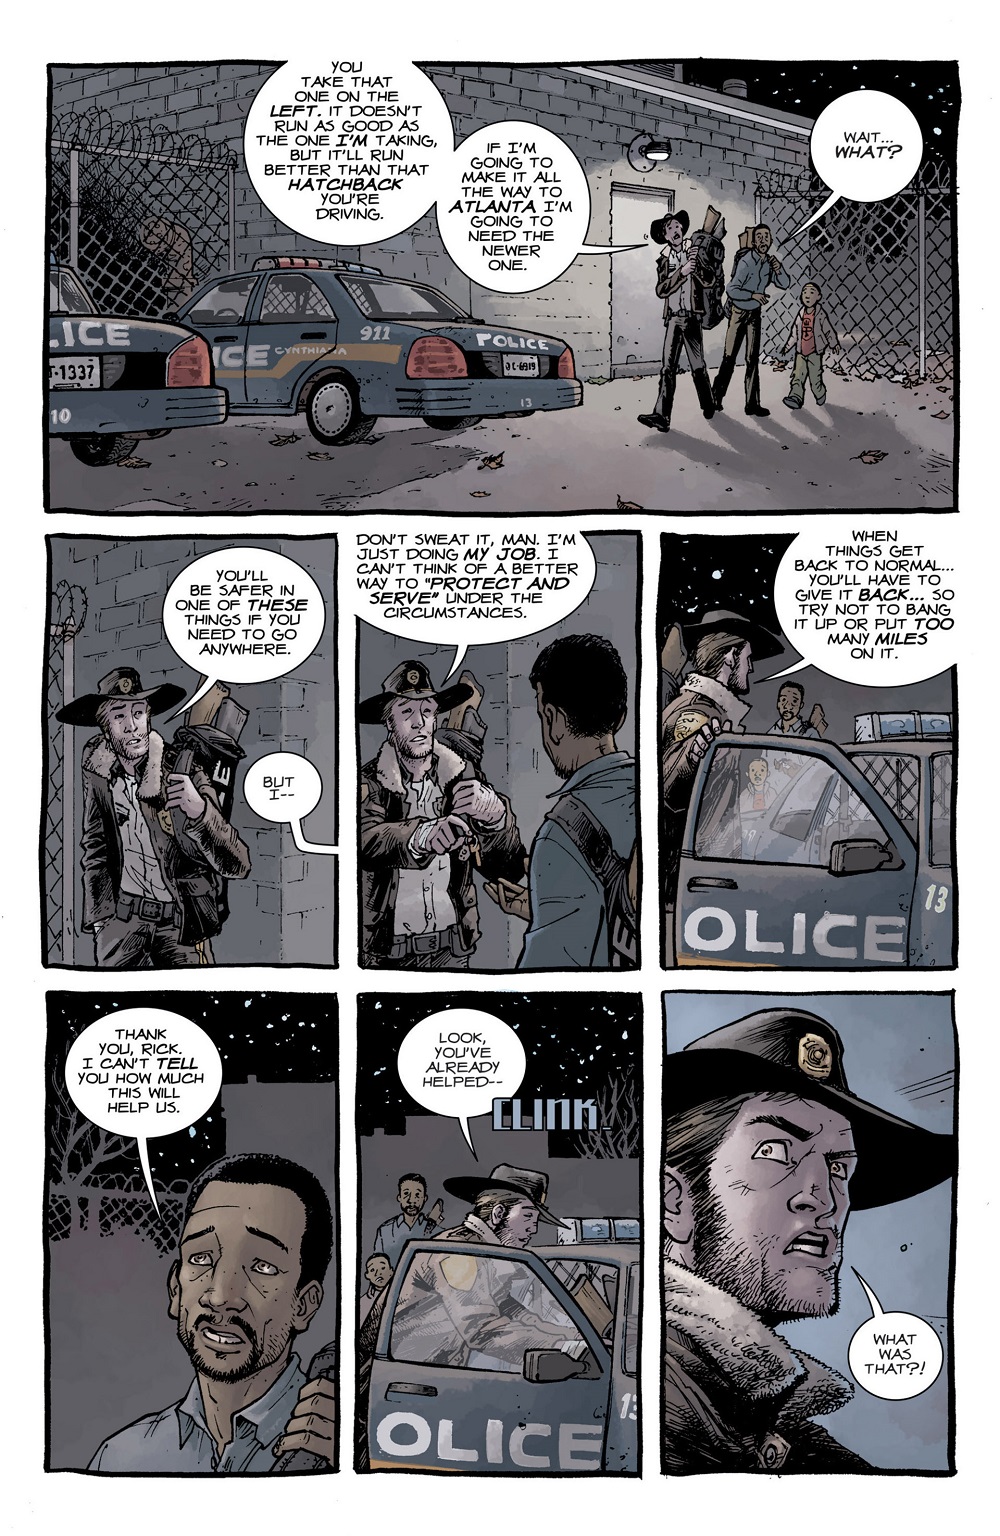 YOU
TAKE THAT
ONE ON THE
LEFT. IT DOESN'T
RUN AS GOOD AS
THE ONE I'M TAKING,
BUT IT'LL RUN
BETTER THAN THAT
HATCHBACK
YOU'RE
DRIVING.
IF I'M
GOING TO
MAKE IT ALL
THE WAY TO
ATLANTA I'M
GOING TO
NEED THE
NEWER
ONE.
WAIT...
WHAT?
LICE
T-1337
10
ICE
CYNTHIANA
911
POLICE
13
YOU'LL
BE SAFER IN
ONE OF THESE
THINGS IF YOU
NEED TO GO
ANYWHERE.
BUT
I--
DON'T SWEAT IT, MAN. I'M
JUST DOING MY JOB. I
CAN'T THINK OF A BETTER
WAY TO "PROTECT AND
SERVE" UNDER THE
CIRCUMSTANCES.
WHEN
THINGS GET
BACK TO NORMAL...
YOU'LL HAVE TO
GIVE IT BACK... SO
TRY NOT TO BANG
IT UP OR PUT TOO
MANY MILES
ON IT.
13
OLICE
THANK
YOU, RICK.
I CAN'T TELL
YOU HOW MUCH
THIS WILL
HELP US.
LOOK,
YOU'VE
ALREADY
HELPED--
CLINK.
13
OLICE
WHAT
WAS
THAT?!